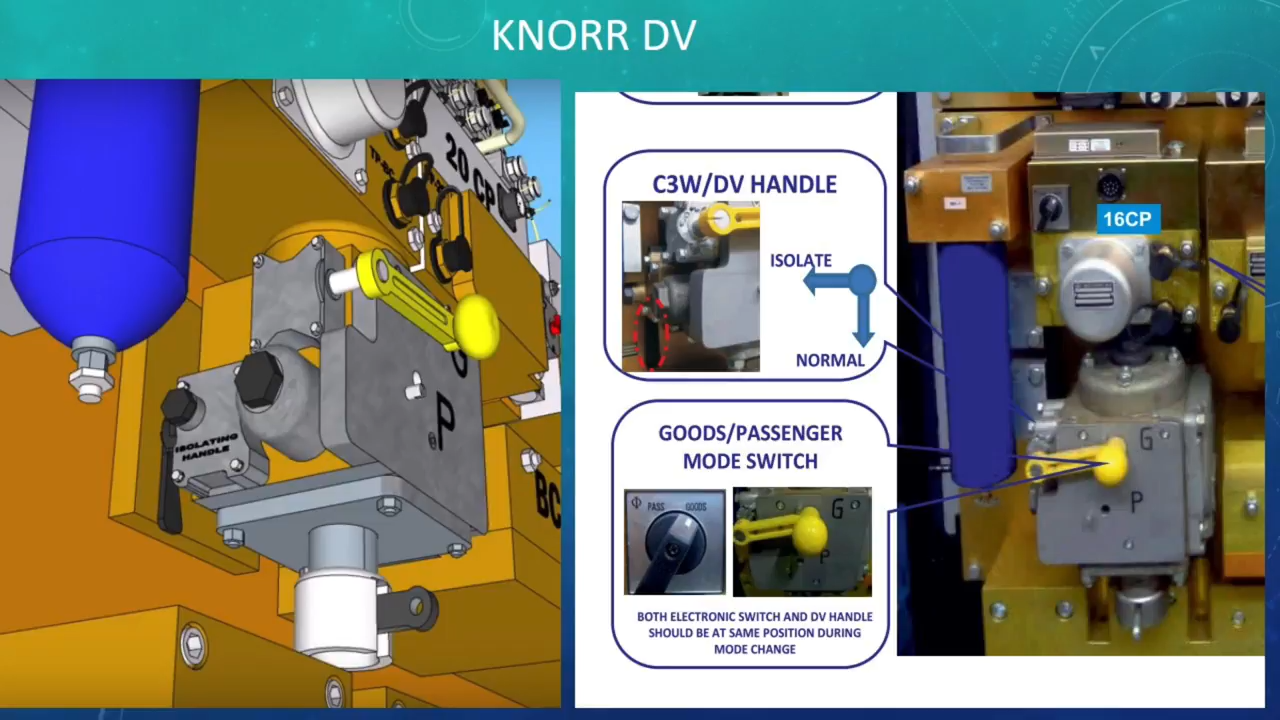 KNORR DV
20 CP
G
P
ISOLATING
HANDLE
BC
C3W/DV HANDLE
ISOLATE
NORMAL
GOODS/PASSENGER
MODE SWITCH
PASS GOODS
G
P
BOTH ELECTRONIC SWITCH AND DV HANDLE
SHOULD BE AT SAME POSITION DURING
MODE CHANGE
16CP
G
P